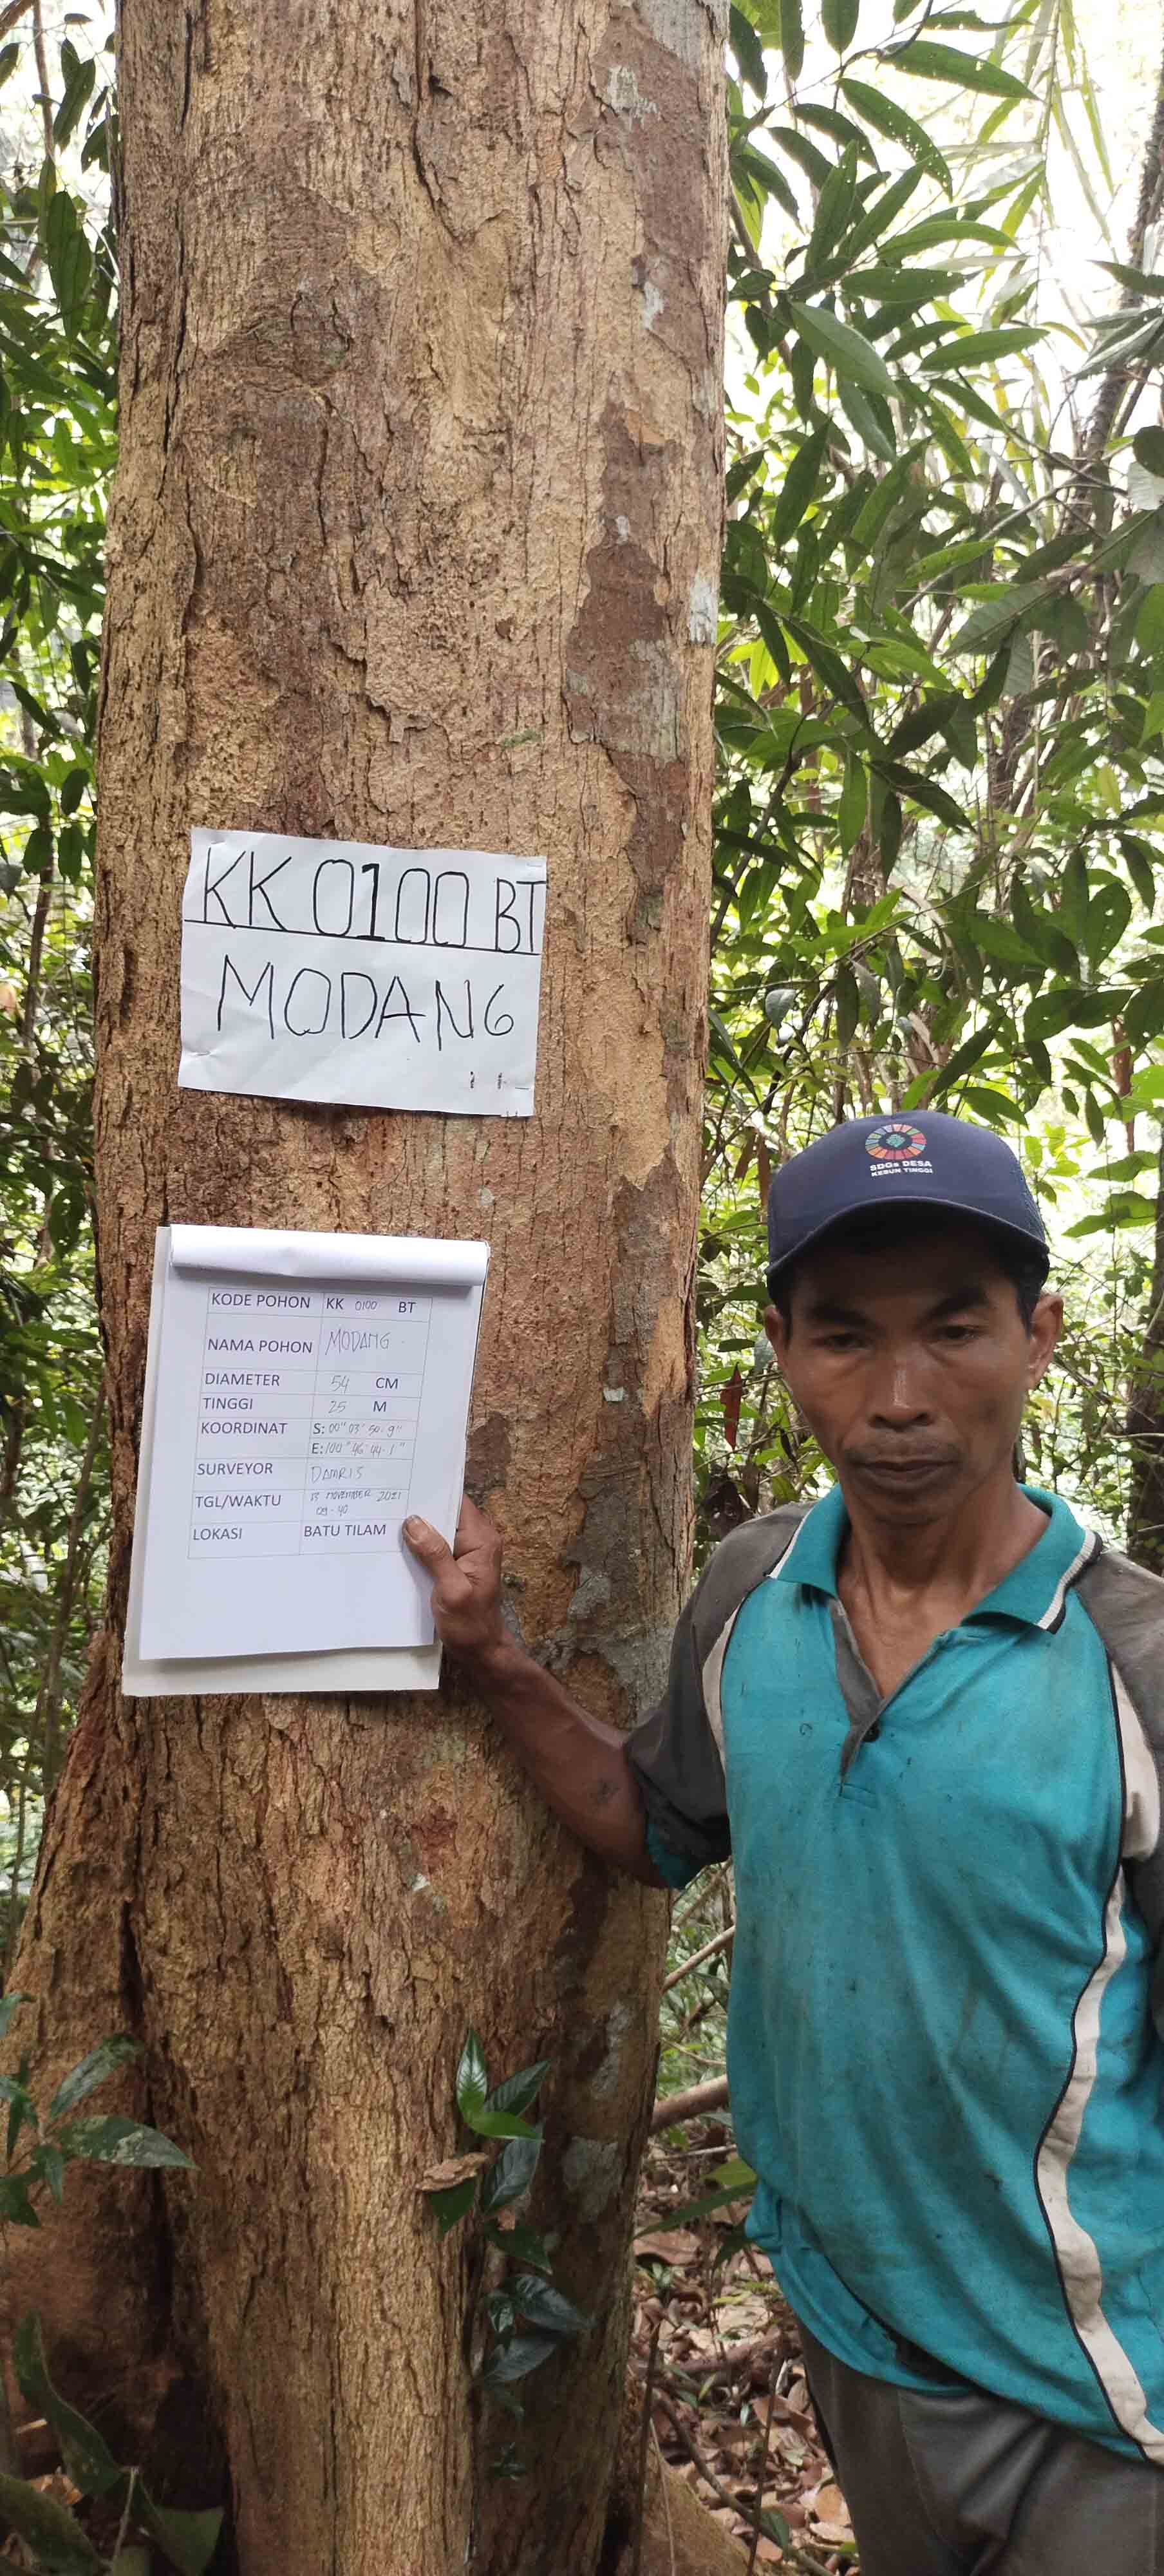 KK 0100 BT
MODANG
SDGs DESA
KEBUN TINGGI
KODE POHON KK 0100 BT
NAMA POHON MODANG
DIAMETER 54 CM
TINGGI 25 M
KOORDINAT S: 00° 03' 50.9"
E: 100° 46' 44.1"
SURVEYOR DAMRIS
TGL/WAKTU 13 NOVEMBER 2021
09-40
LOKASI BATU TILAM